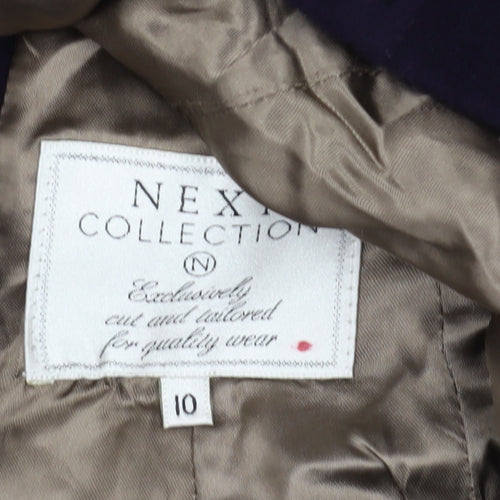 NEXT
COLLECTION
N
Exclusively
cut and tailored
for quality wear
10